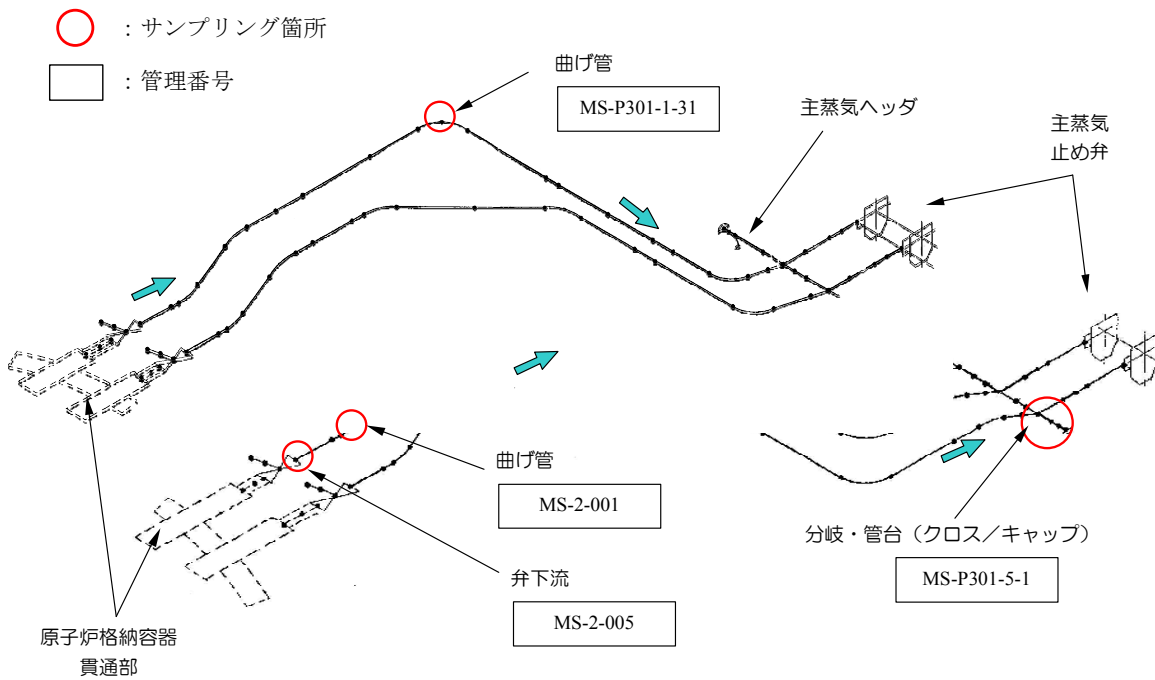 ：サンプリング箇所
：管理番号
曲げ管
MS-P301-1-31
主蒸気ヘッダ
主蒸気
止め弁
曲げ管
MS-2-001
弁下流
MS-2-005
分岐・管台（クロス／キャップ）
MS-P301-5-1
原子炉格納容器
貫通部